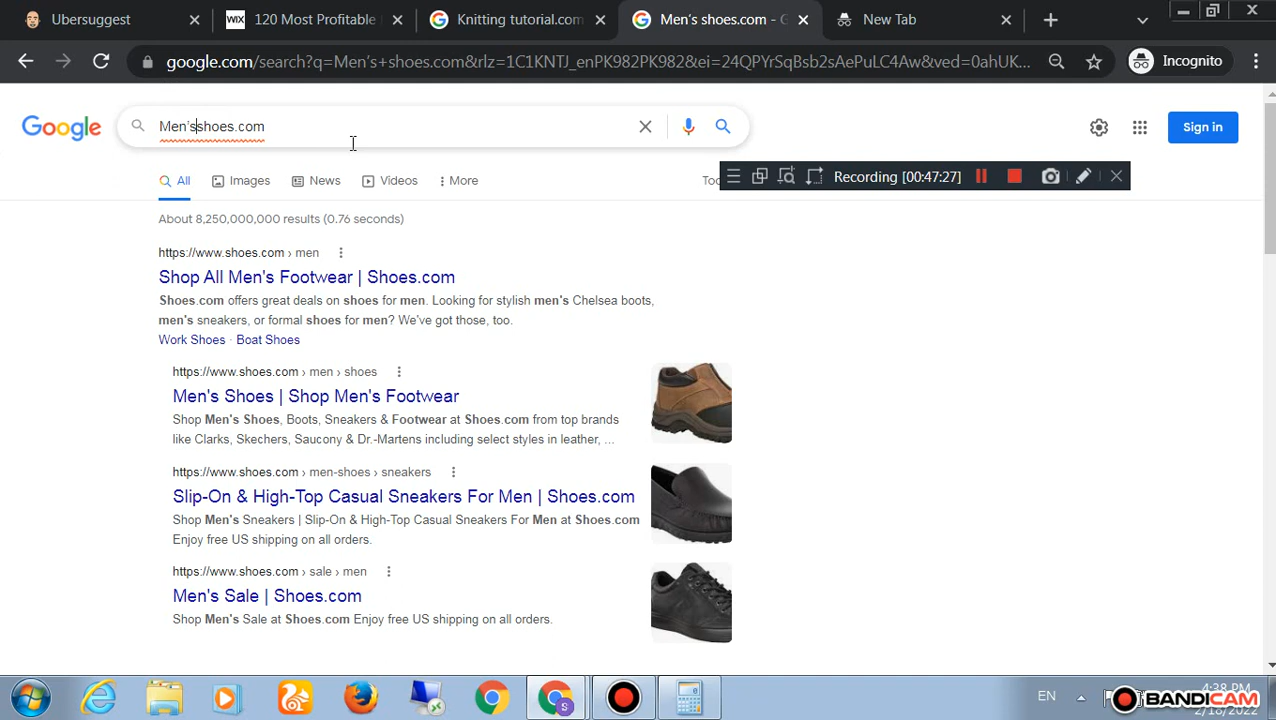 Ubersuggest
WIX 120 Most Profitable
Knitting tutorial.com
Men's shoes.com - G
New Tab
google.com/search?q=Men's+shoes.com&rlz=1C1KNTJ_enPK982PK982&ei=24QPYrSqBsb2sAePuLC4Aw&ved=0ahUK...
Incognito
Google
Men'sshoes.com
Sign in
All
Images
News
Videos
More
Too
Recording [00:47:27]
About 8,250,000,000 results (0.76 seconds)
https://www.shoes.com › men
Shop All Men's Footwear | Shoes.com
Shoes.com offers great deals on shoes for men. Looking for stylish men's Chelsea boots,
men's sneakers, or formal shoes for men? We've got those, too.
Work Shoes · Boat Shoes
https://www.shoes.com › men › shoes
Men's Shoes | Shop Men's Footwear
Shop Men's Shoes, Boots, Sneakers & Footwear at Shoes.com from top brands
like Clarks, Skechers, Saucony & Dr.-Martens including select styles in leather, ...
https://www.shoes.com › men-shoes › sneakers
Slip-On & High-Top Casual Sneakers For Men | Shoes.com
Shop Men's Sneakers | Slip-On & High-Top Casual Sneakers For Men at Shoes.com
Enjoy free US shipping on all orders.
https://www.shoes.com › sale › men
Men's Sale | Shoes.com
Shop Men's Sale at Shoes.com Enjoy free US shipping on all orders.
S
EN
4:38 PM
BANDICAM
2/18/2022